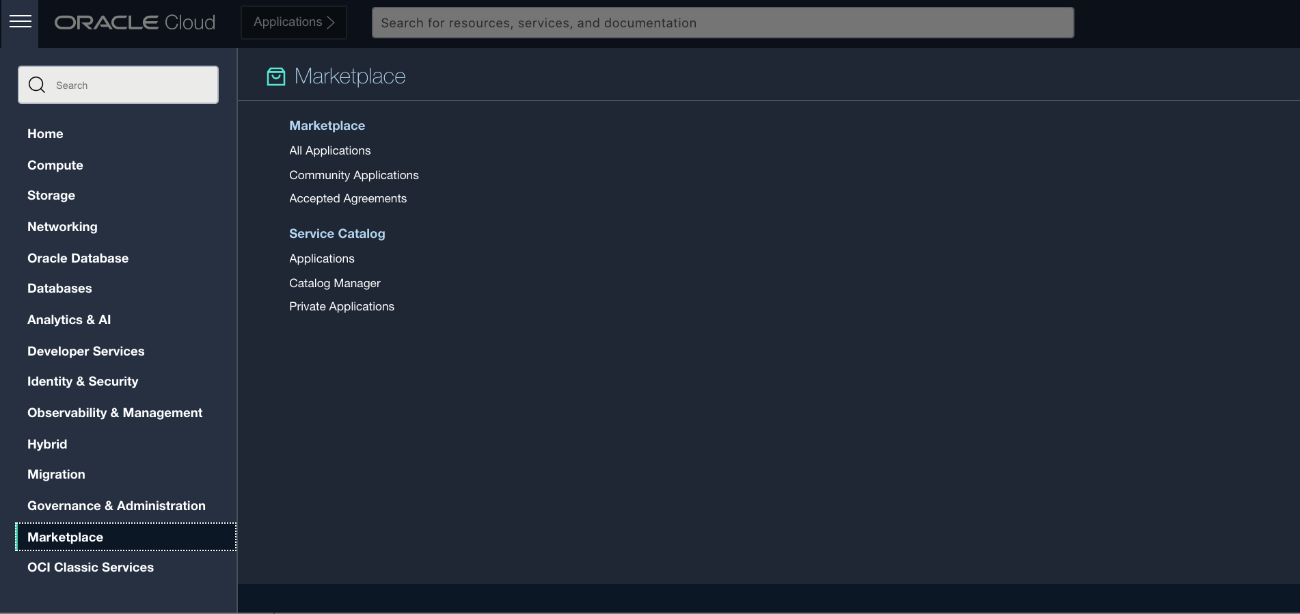 ORACLE Cloud
Applications
Search for resources, services, and documentation
Search
Home
Compute
Storage
Networking
Oracle Database
Databases
Analytics & AI
Developer Services
Identity & Security
Observability & Management
Hybrid
Migration
Governance & Administration
Marketplace
OCI Classic Services
Marketplace
Marketplace
All Applications
Community Applications
Accepted Agreements
Service Catalog
Applications
Catalog Manager
Private Applications